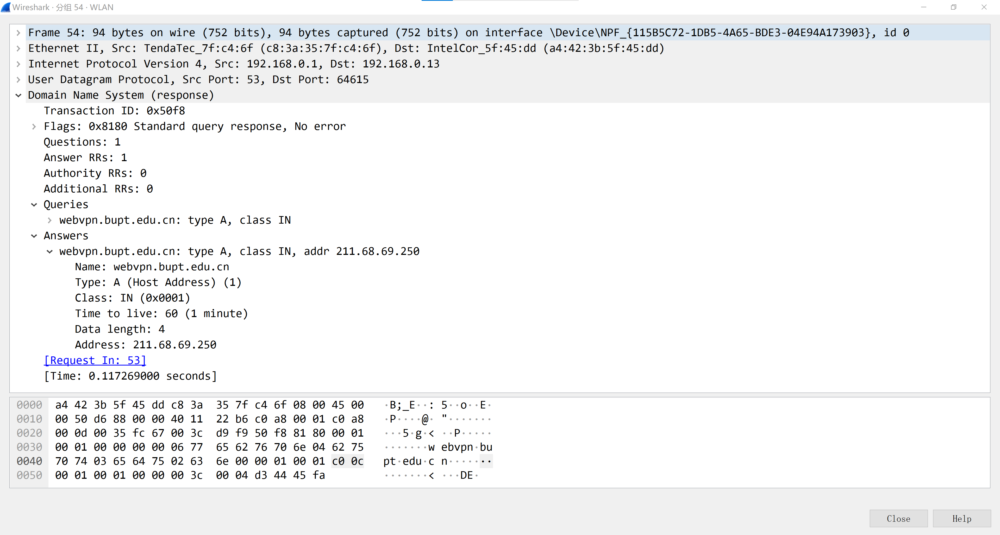 Wireshark · 分组 54 · WLAN
Frame 54: 94 bytes on wire (752 bits), 94 bytes captured (752 bits) on interface \Device\NPF_{115B5C72-1DB5-4A65-BDE3-04E94A173903}, id 0
Ethernet II, Src: TendaTec_7f:c4:6f (c8:3a:35:7f:c4:6f), Dst: IntelCor_5f:45:dd (a4:42:3b:5f:45:dd)
Internet Protocol Version 4, Src: 192.168.0.1, Dst: 192.168.0.13
User Datagram Protocol, Src Port: 53, Dst Port: 64615
Domain Name System (response)
Transaction ID: 0x50f8
Flags: 0x8180 Standard query response, No error
Questions: 1
Answer RRs: 1
Authority RRs: 0
Additional RRs: 0
Queries
webvpn.bupt.edu.cn: type A, class IN
Answers
webvpn.bupt.edu.cn: type A, class IN, addr 211.68.69.250
Name: webvpn.bupt.edu.cn
Type: A (Host Address) (1)
Class: IN (0x0001)
Time to live: 60 (1 minute)
Data length: 4
Address: 211.68.69.250
[Request In: 53]
[Time: 0.117269000 seconds]
0000 a4 42 3b 5f 45 dd c8 3a 35 7f c4 6f 08 00 45 00 ·B;_E··: 5··o··E·
0010 00 50 d6 88 00 00 40 11 22 b6 c0 a8 00 01 c0 a8 ·P····@· "·······
0020 00 0d 00 35 fc 67 00 3c d9 f9 50 f8 81 80 00 01 ···5·g·< ··P·····
0030 00 01 00 00 00 00 06 77 65 62 76 70 6e 04 62 75 ·······w ebvpn·bu
0040 70 74 03 65 64 75 02 63 6e 00 00 01 00 01 c0 0c pt·edu·c n·······
0050 00 01 00 01 00 00 00 3c 00 04 d3 44 45 fa ·······< ···DE·
Close
Help